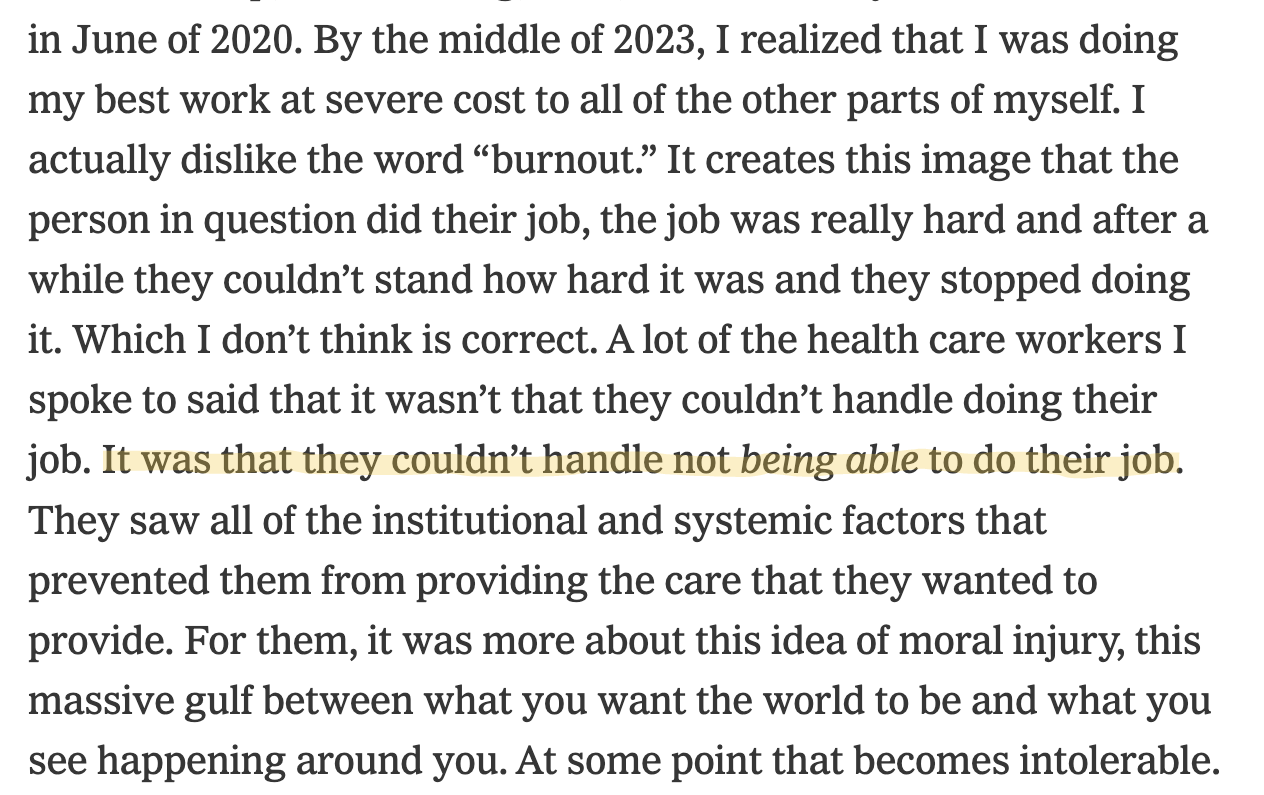 in June of 2020. By the middle of 2023, I realized that I was doing
my best work at severe cost to all of the other parts of myself. I
actually dislike the word “burnout.” It creates this image that the
person in question did their job, the job was really hard and after a
while they couldn’t stand how hard it was and they stopped doing
it. Which I don’t think is correct. A lot of the health care workers I
spoke to said that it wasn’t that they couldn’t handle doing their
job. It was that they couldn’t handle not being able to do their job.
They saw all of the institutional and systemic factors that
prevented them from providing the care that they wanted to
provide. For them, it was more about this idea of moral injury, this
massive gulf between what you want the world to be and what you
see happening around you. At some point that becomes intolerable.